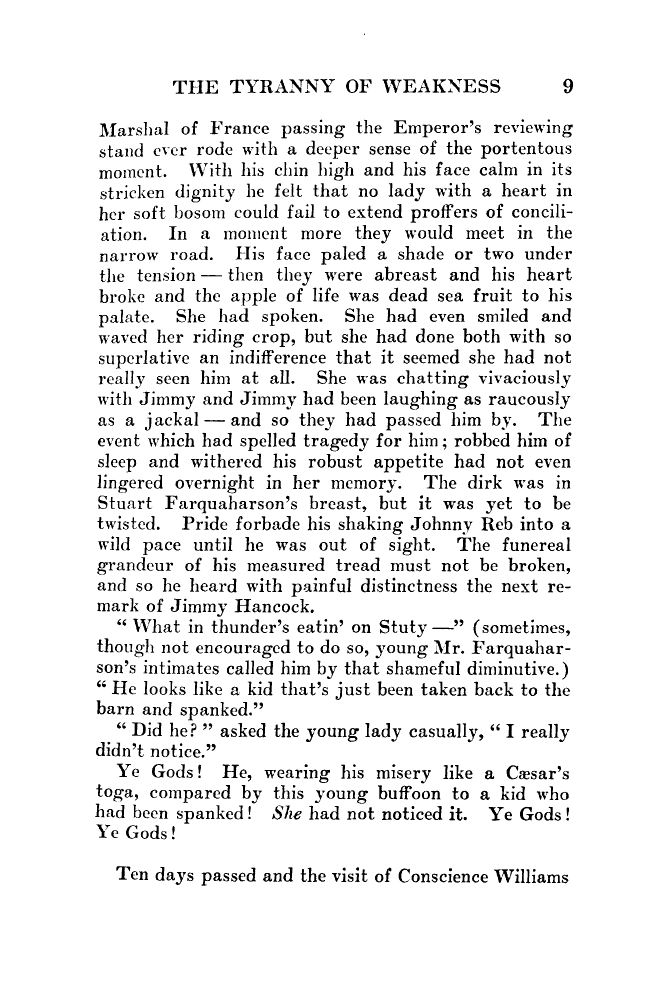 THE TYRANNY OF WEAKNESS 9
Marshal of France passing the Emperor's reviewing
stand ever rode with a deeper sense of the portentous
moment. With his chin high and his face calm in its
stricken dignity he felt that no lady with a heart in
her soft bosom could fail to extend proffers of concili-
ation. In a moment more they would meet in the
narrow road. His face paled a shade or two under
the tension — then they were abreast and his heart
broke and the apple of life was dead sea fruit to his
palate. She had spoken. She had even smiled and
waved her riding crop, but she had done both with so
superlative an indifference that it seemed she had not
really seen him at all. She was chatting vivaciously
with Jimmy and Jimmy had been laughing as raucously
as a jackal — and so they had passed him by. The
event which had spelled tragedy for him; robbed him of
sleep and withered his robust appetite had not even
lingered overnight in her memory. The dirk was in
Stuart Farquaharson's breast, but it was yet to be
twisted. Pride forbade his shaking Johnny Reb into a
wild pace until he was out of sight. The funereal
grandeur of his measured tread must not be broken,
and so he heard with painful distinctness the next re-
mark of Jimmy Hancock.
" What in thunder's eatin' on Stuty —" (sometimes,
though not encouraged to do so, young Mr. Farquahar-
son's intimates called him by that shameful diminutive.)
" He looks like a kid that's just been taken back to the
barn and spanked."
" Did he? " asked the young lady casually, " I really
didn't notice."
Ye Gods! He, wearing his misery like a Cæsar's
toga, compared by this young buffoon to a kid who
had been spanked! She had not noticed it. Ye Gods!
Ye Gods!
Ten days passed and the visit of Conscience Williams